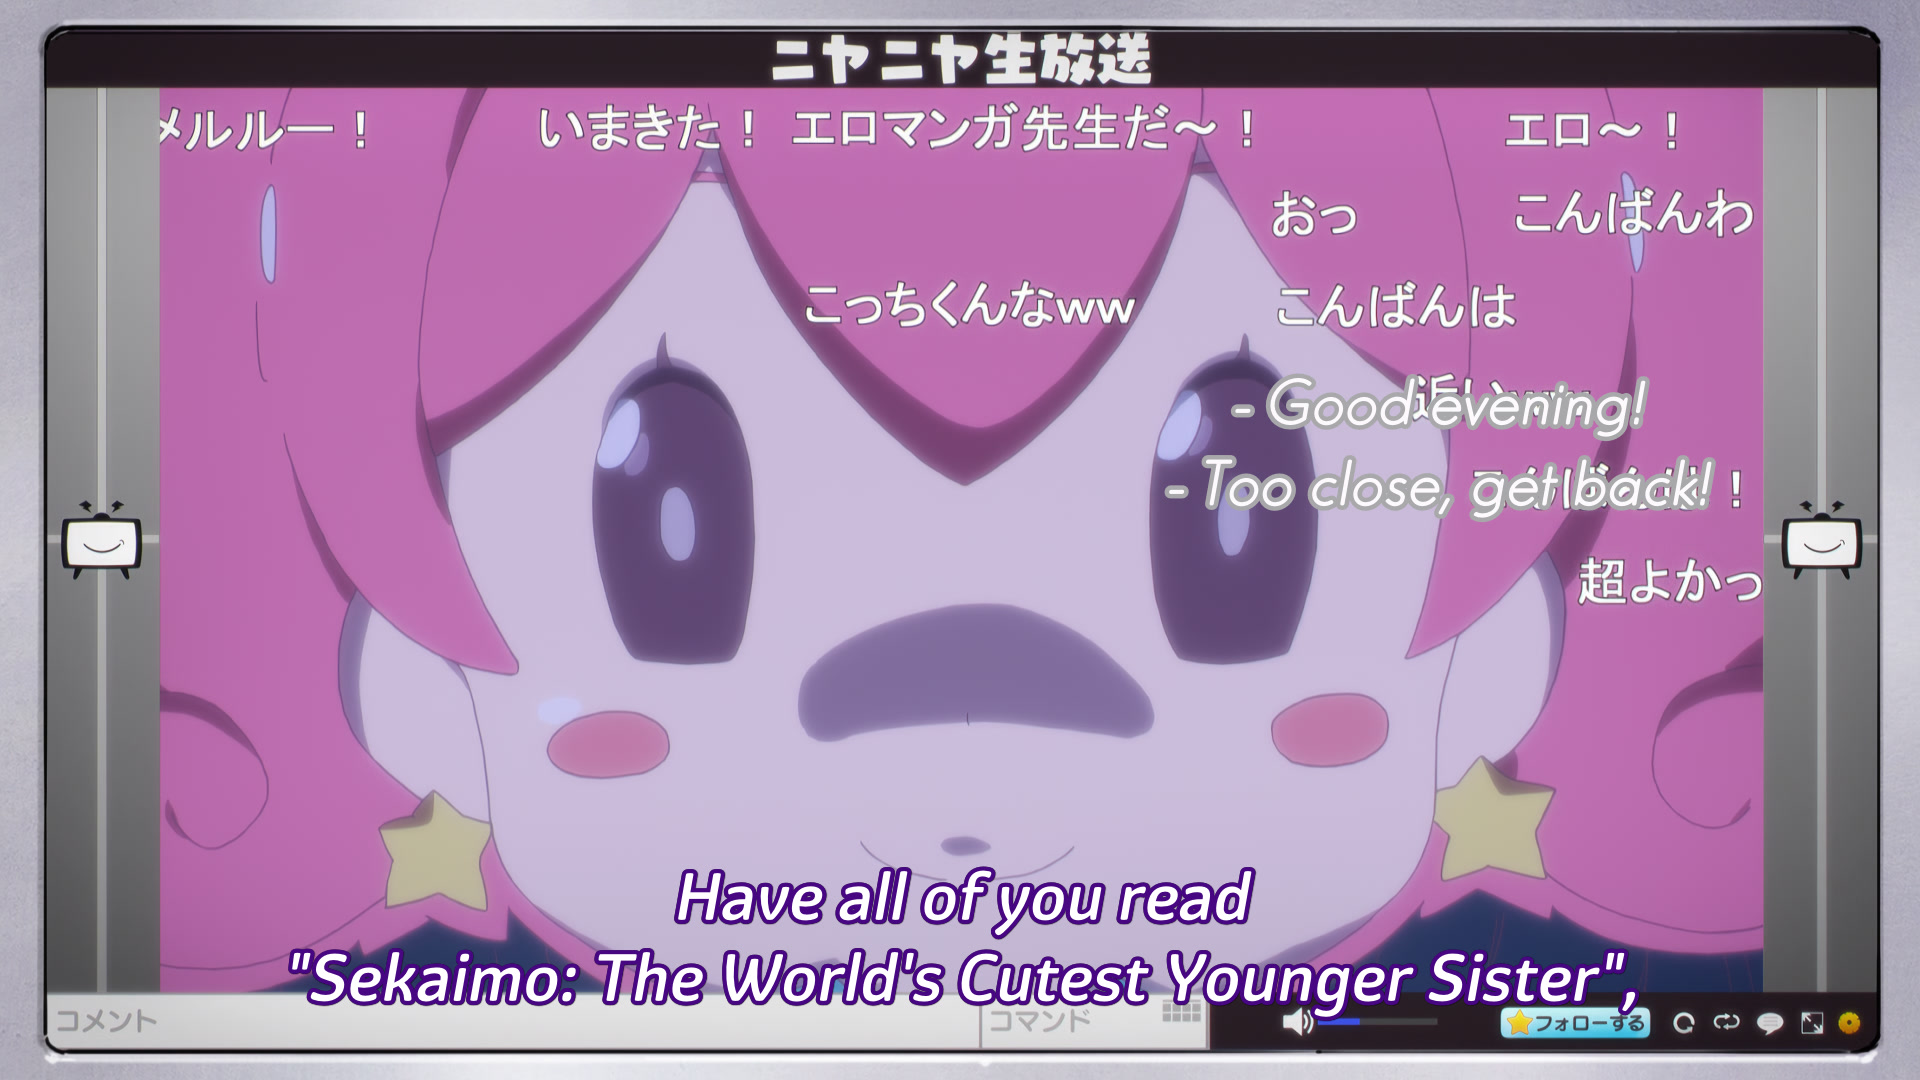 ニヤニヤ生放送
メルルー！
いまきた！
エロマンガ先生だ～！
エロ～！
おっ
こんばんわ
こっちくんなww
こんばんは
- Good evening!
- Too close, get back!
超よかっ
Have all of you read
"Sekaimo: The World's Cutest Younger Sister",
コメント
コマンド
フォローする